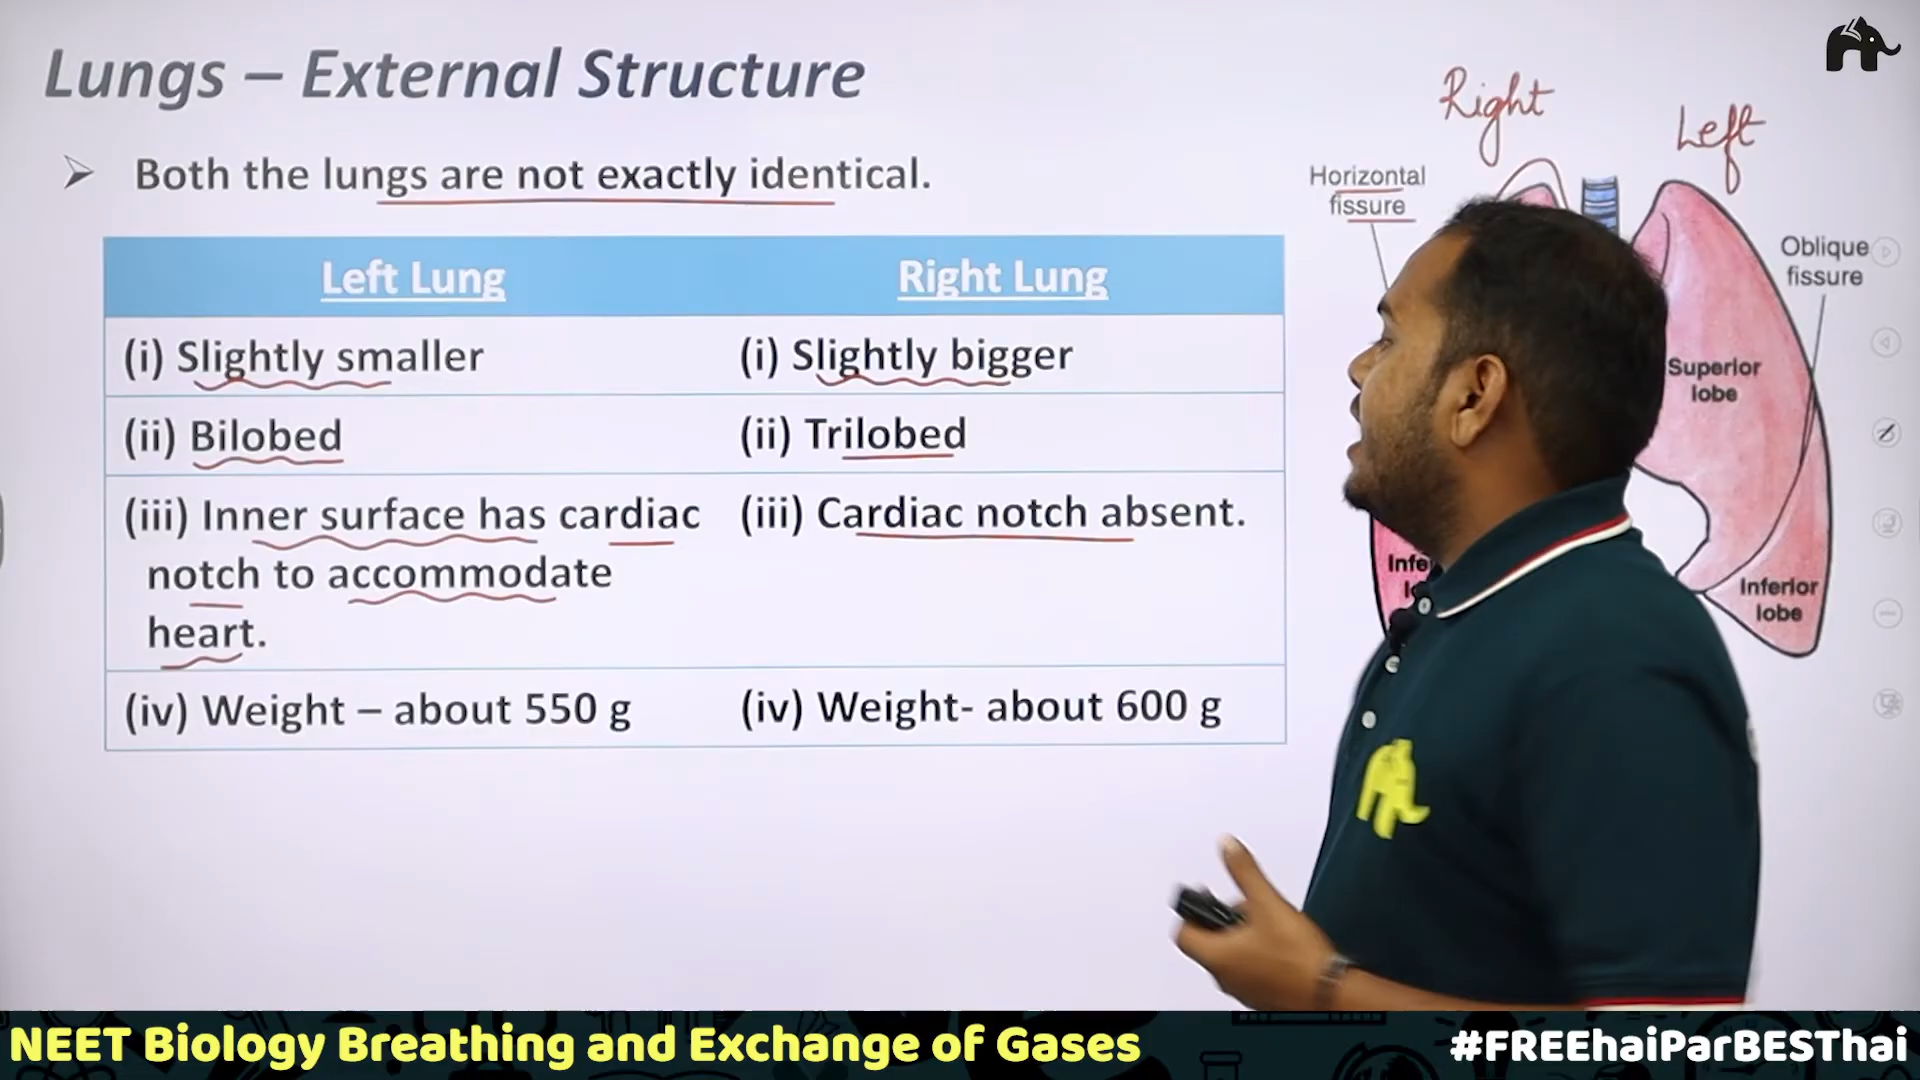 Lungs – External Structure
Both the lungs are not exactly identical.
Left Lung
Right Lung
(i) Slightly smaller
(i) Slightly bigger
(ii) Bilobed
(ii) Trilobed
(iii) Inner surface has cardiac
notch to accommodate
heart.
(iii) Cardiac notch absent.
(iv) Weight – about 550 g
(iv) Weight- about 600 g
Right
Left
Horizontal
fissure
Oblique
fissure
Superior
lobe
Inferior
lobe
NEET Biology Breathing and Exchange of Gases
#FREEhaiParBESThai